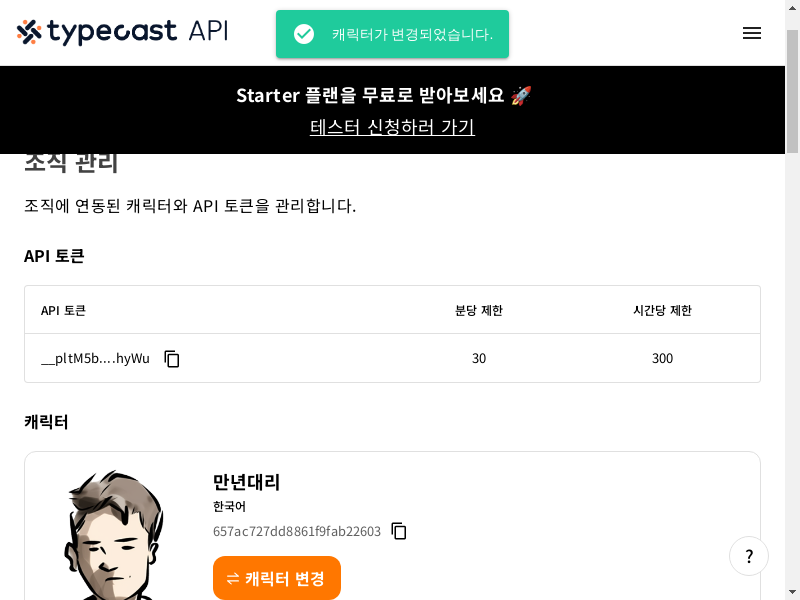 typecast API
캐릭터가 변경되었습니다.
Starter 플랜을 무료로 받아보세요 🚀
테스터 신청하러 가기
조직 관리
조직에 연동된 캐릭터와 API 토큰을 관리합니다.
API 토큰
API 토큰 분당 제한 시간당 제한
__pltM5b....hyWu 30 300
캐릭터
만년대리
한국어
657ac727dd8861f9fab22603
⇌ 캐릭터 변경
?